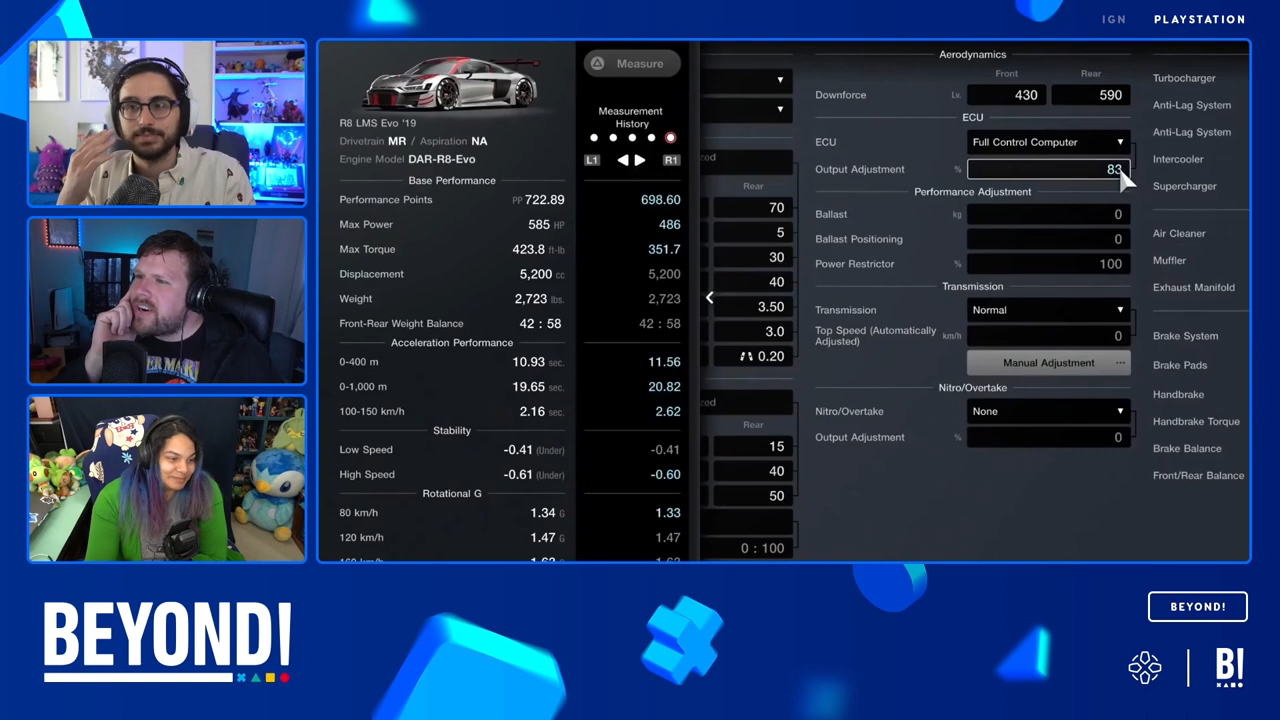 IGN PLAYSTATION
R8 LMS Evo '19
Drivetrain MR / Aspiration NA
Engine Model DAR-R8-Evo
Base Performance
Performance Points PP 722.89 698.60
Max Power 585 HP 486
Max Torque 423.8 ft-lb 351.7
Displacement 5,200 cc 5,200
Weight 2,723 lbs. 2,723
Front-Rear Weight Balance 42 : 58 42 : 58
Acceleration Performance
0-400 m 10.93 sec. 11.56
0-1,000 m 19.65 sec. 20.82
100-150 km/h 2.16 sec. 2.62
Stability
Low Speed -0.41 (Under) -0.41
High Speed -0.61 (Under) -0.60
Rotational G
80 km/h 1.34 G 1.33
120 km/h 1.47 G 1.47
Measure
Measurement
History
L1 R1
zed
Rear
70
5
30
40
3.50
3.0
0.20
zed
Rear
15
40
50
0 : 100
Aerodynamics
Front Rear
Downforce Lv. 430 590
ECU
ECU Full Control Computer
Output Adjustment % 83
Performance Adjustment
Ballast kg 0
Ballast Positioning 0
Power Restrictor % 100
Transmission
Transmission Normal
Top Speed (Automatically
Adjusted) km/h 0
Manual Adjustment ...
Nitro/Overtake
Nitro/Overtake None
Output Adjustment % 0
Turbocharger
Anti-Lag System
Anti-Lag System
Intercooler
Supercharger
Air Cleaner
Muffler
Exhaust Manifold
Brake System
Brake Pads
Handbrake
Handbrake Torque
Brake Balance
Front/Rear Balance
BEYOND!
BEYOND!
B!